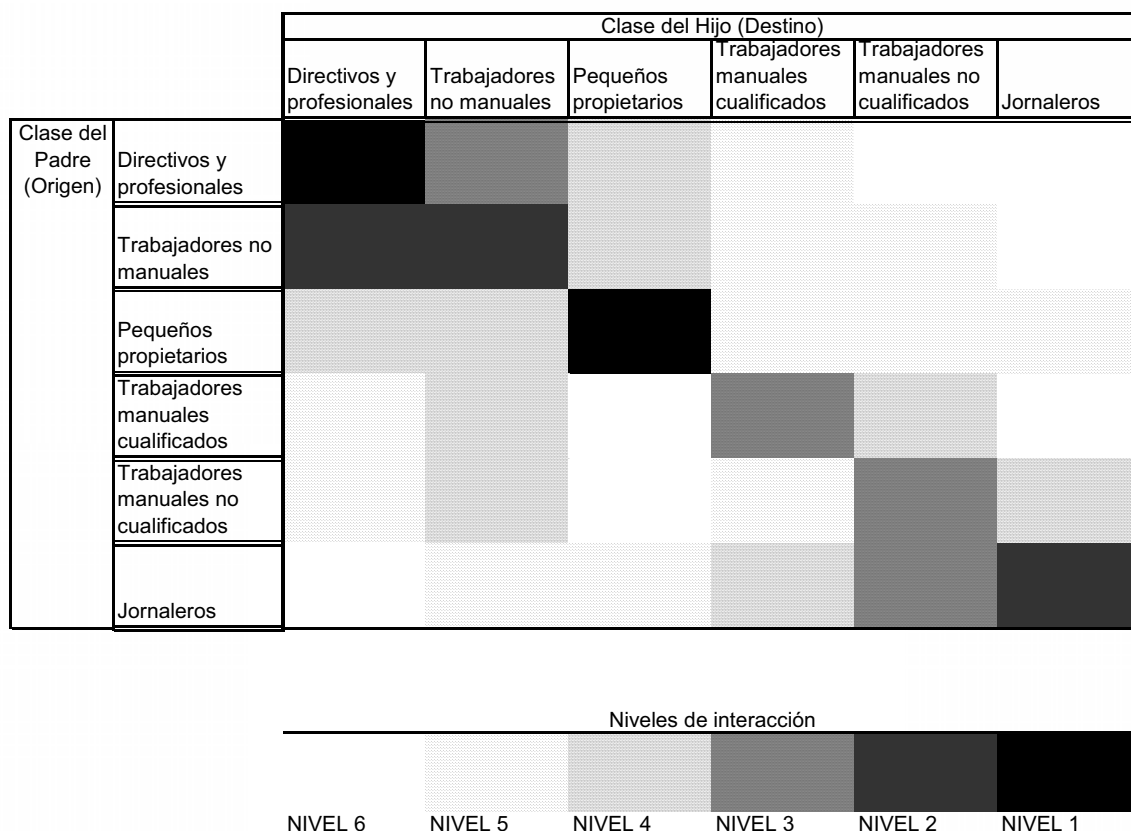 Clase del Hijo (Destino)
Directivos y
profesionales
Trabajadores
no manuales
Pequeños
propietarios
Trabajadores
manuales
cualificados
Trabajadores
manuales no
cualificados
Jornaleros
Clase del
Padre
(Origen)
Directivos y
profesionales
Trabajadores no
manuales
Pequeños
propietarios
Trabajadores
manuales
cualificados
Trabajadores
manuales no
cualificados
Jornaleros
Niveles de interacción
NIVEL 6
NIVEL 5
NIVEL 4
NIVEL 3
NIVEL 2
NIVEL 1